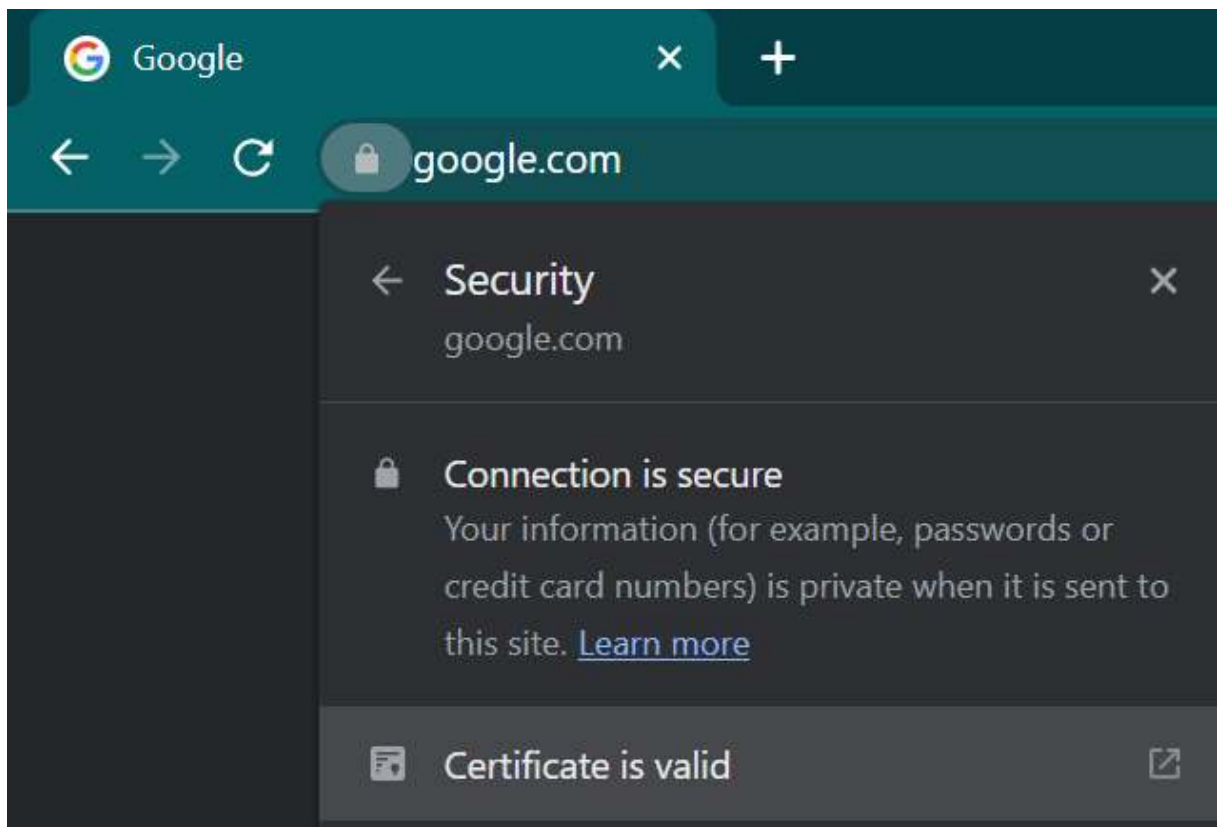 Google
google.com
Security
google.com
Connection is secure
Your information (for example, passwords or
credit card numbers) is private when it is sent to
this site. Learn more
Certificate is valid